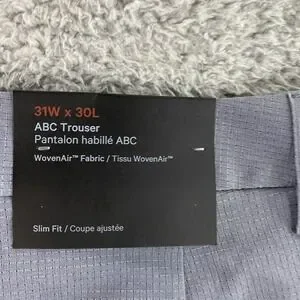 31W x 30L
ABC Trouser
Pantalon habillé ABC
WovenAir™ Fabric / Tissu WovenAir™
Slim Fit / Coupe ajustée